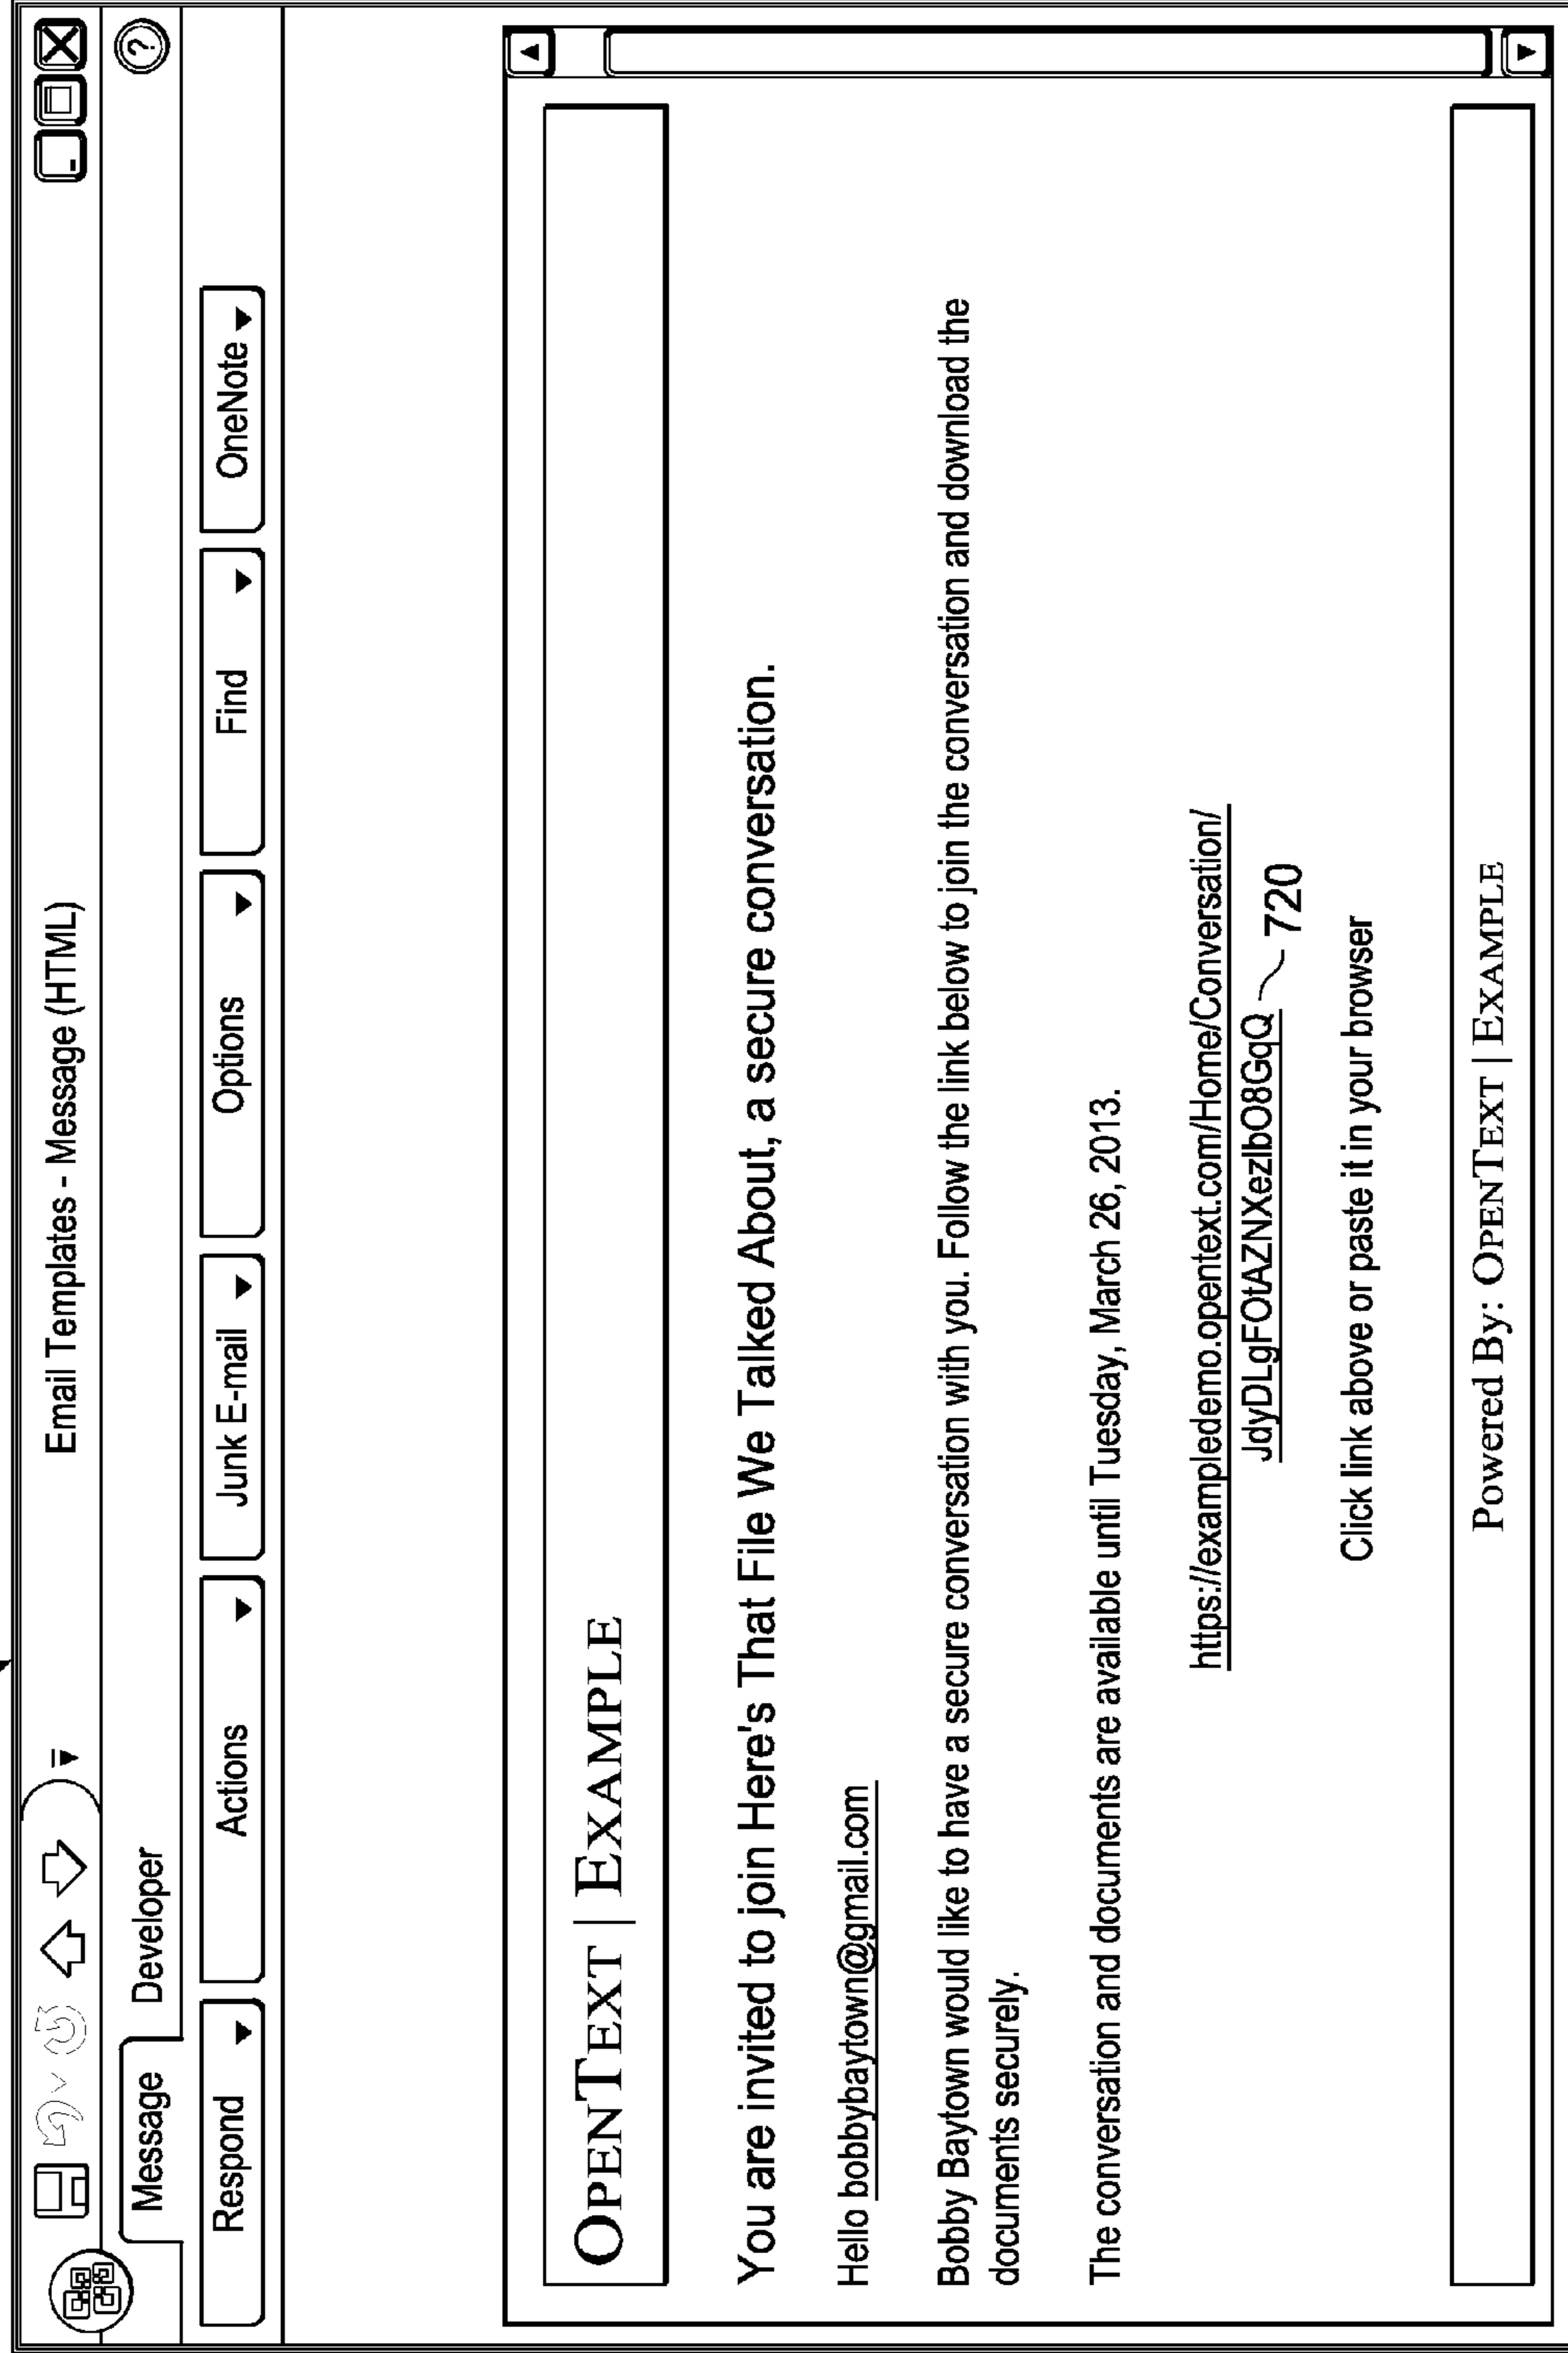 Email Templates - Message (HTML)
Message Developer
Respond Actions Junk E-mail Options Find OneNote
OPENTEXT | EXAMPLE
You are invited to join Here's That File We Talked About, a secure conversation.
Hello bobbybaytown@gmail.com
Bobby Baytown would like to have a secure conversation with you. Follow the link below to join the conversation and download the
documents securely.
The conversation and documents are available until Tuesday, March 26, 2013.
https://exampledemo.opentext.com/Home/Conversation/
JdyDLgFOtAZNXezlbO8GqQ 720
Click link above or paste it in your browser
Powered By: OPENTEXT | EXAMPLE